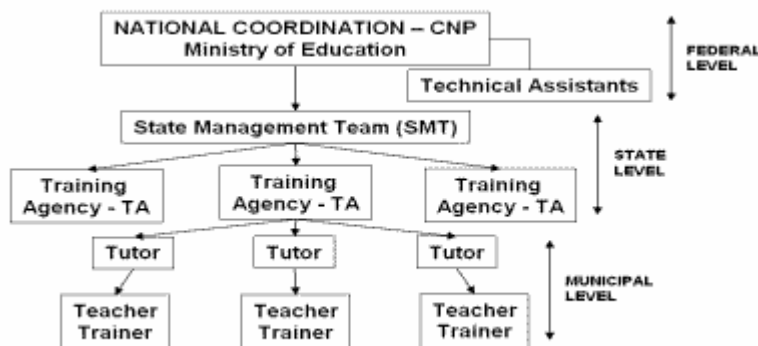 NATIONAL COORDINATION – CNP
Ministry of Education
FEDERAL
LEVEL
Technical Assistants
State Management Team (SMT)
STATE
LEVEL
Training
Agency - TA
Training
Agency - TA
Training
Agency - TA
Tutor
Tutor
Tutor
MUNICIPAL
LEVEL
Teacher
Trainer
Teacher
Trainer
Teacher
Trainer